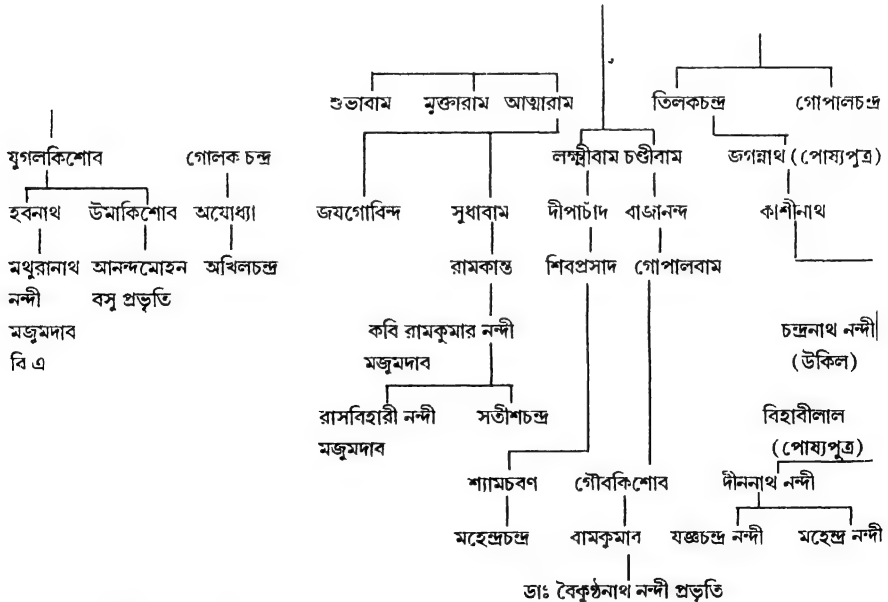 শুভাবাম মুক্তারাম আত্মারাম তিলকচন্দ্র গোপালচন্দ্র
যুগলকিশোব গোলক চন্দ্র লক্ষ্মীবাম চণ্ডীবাম জগন্নাথ (পোষ্যপুত্র)
হবনাথ উমাকিশোব অযোধ্যা জযগোবিন্দ সুধাবাম দীপাচাঁদ বাজানন্দ কাশীনাথ
মথুরানাথ আনন্দমোহন অখিলচন্দ্র রামকান্ত শিবপ্রসাদ গোপালবাম
নন্দী বসু প্রভৃতি
মজুমদাব কবি রামকুমার নন্দী চন্দ্রনাথ নন্দী
বি এ মজুমদাব (উকিল)
রাসবিহারী নন্দী সতীশচন্দ্র বিহাবীলাল
মজুমদাব (পোষ্যপুত্র)
শ্যামচবণ গৌবকিশোব দীননাথ নন্দী
মহেন্দ্রচন্দ্র বামকুমাব যজ্ঞচন্দ্র নন্দী মহেন্দ্র নন্দী
ডাঃ বৈকুণ্ঠনাথ নন্দী প্রভৃতি